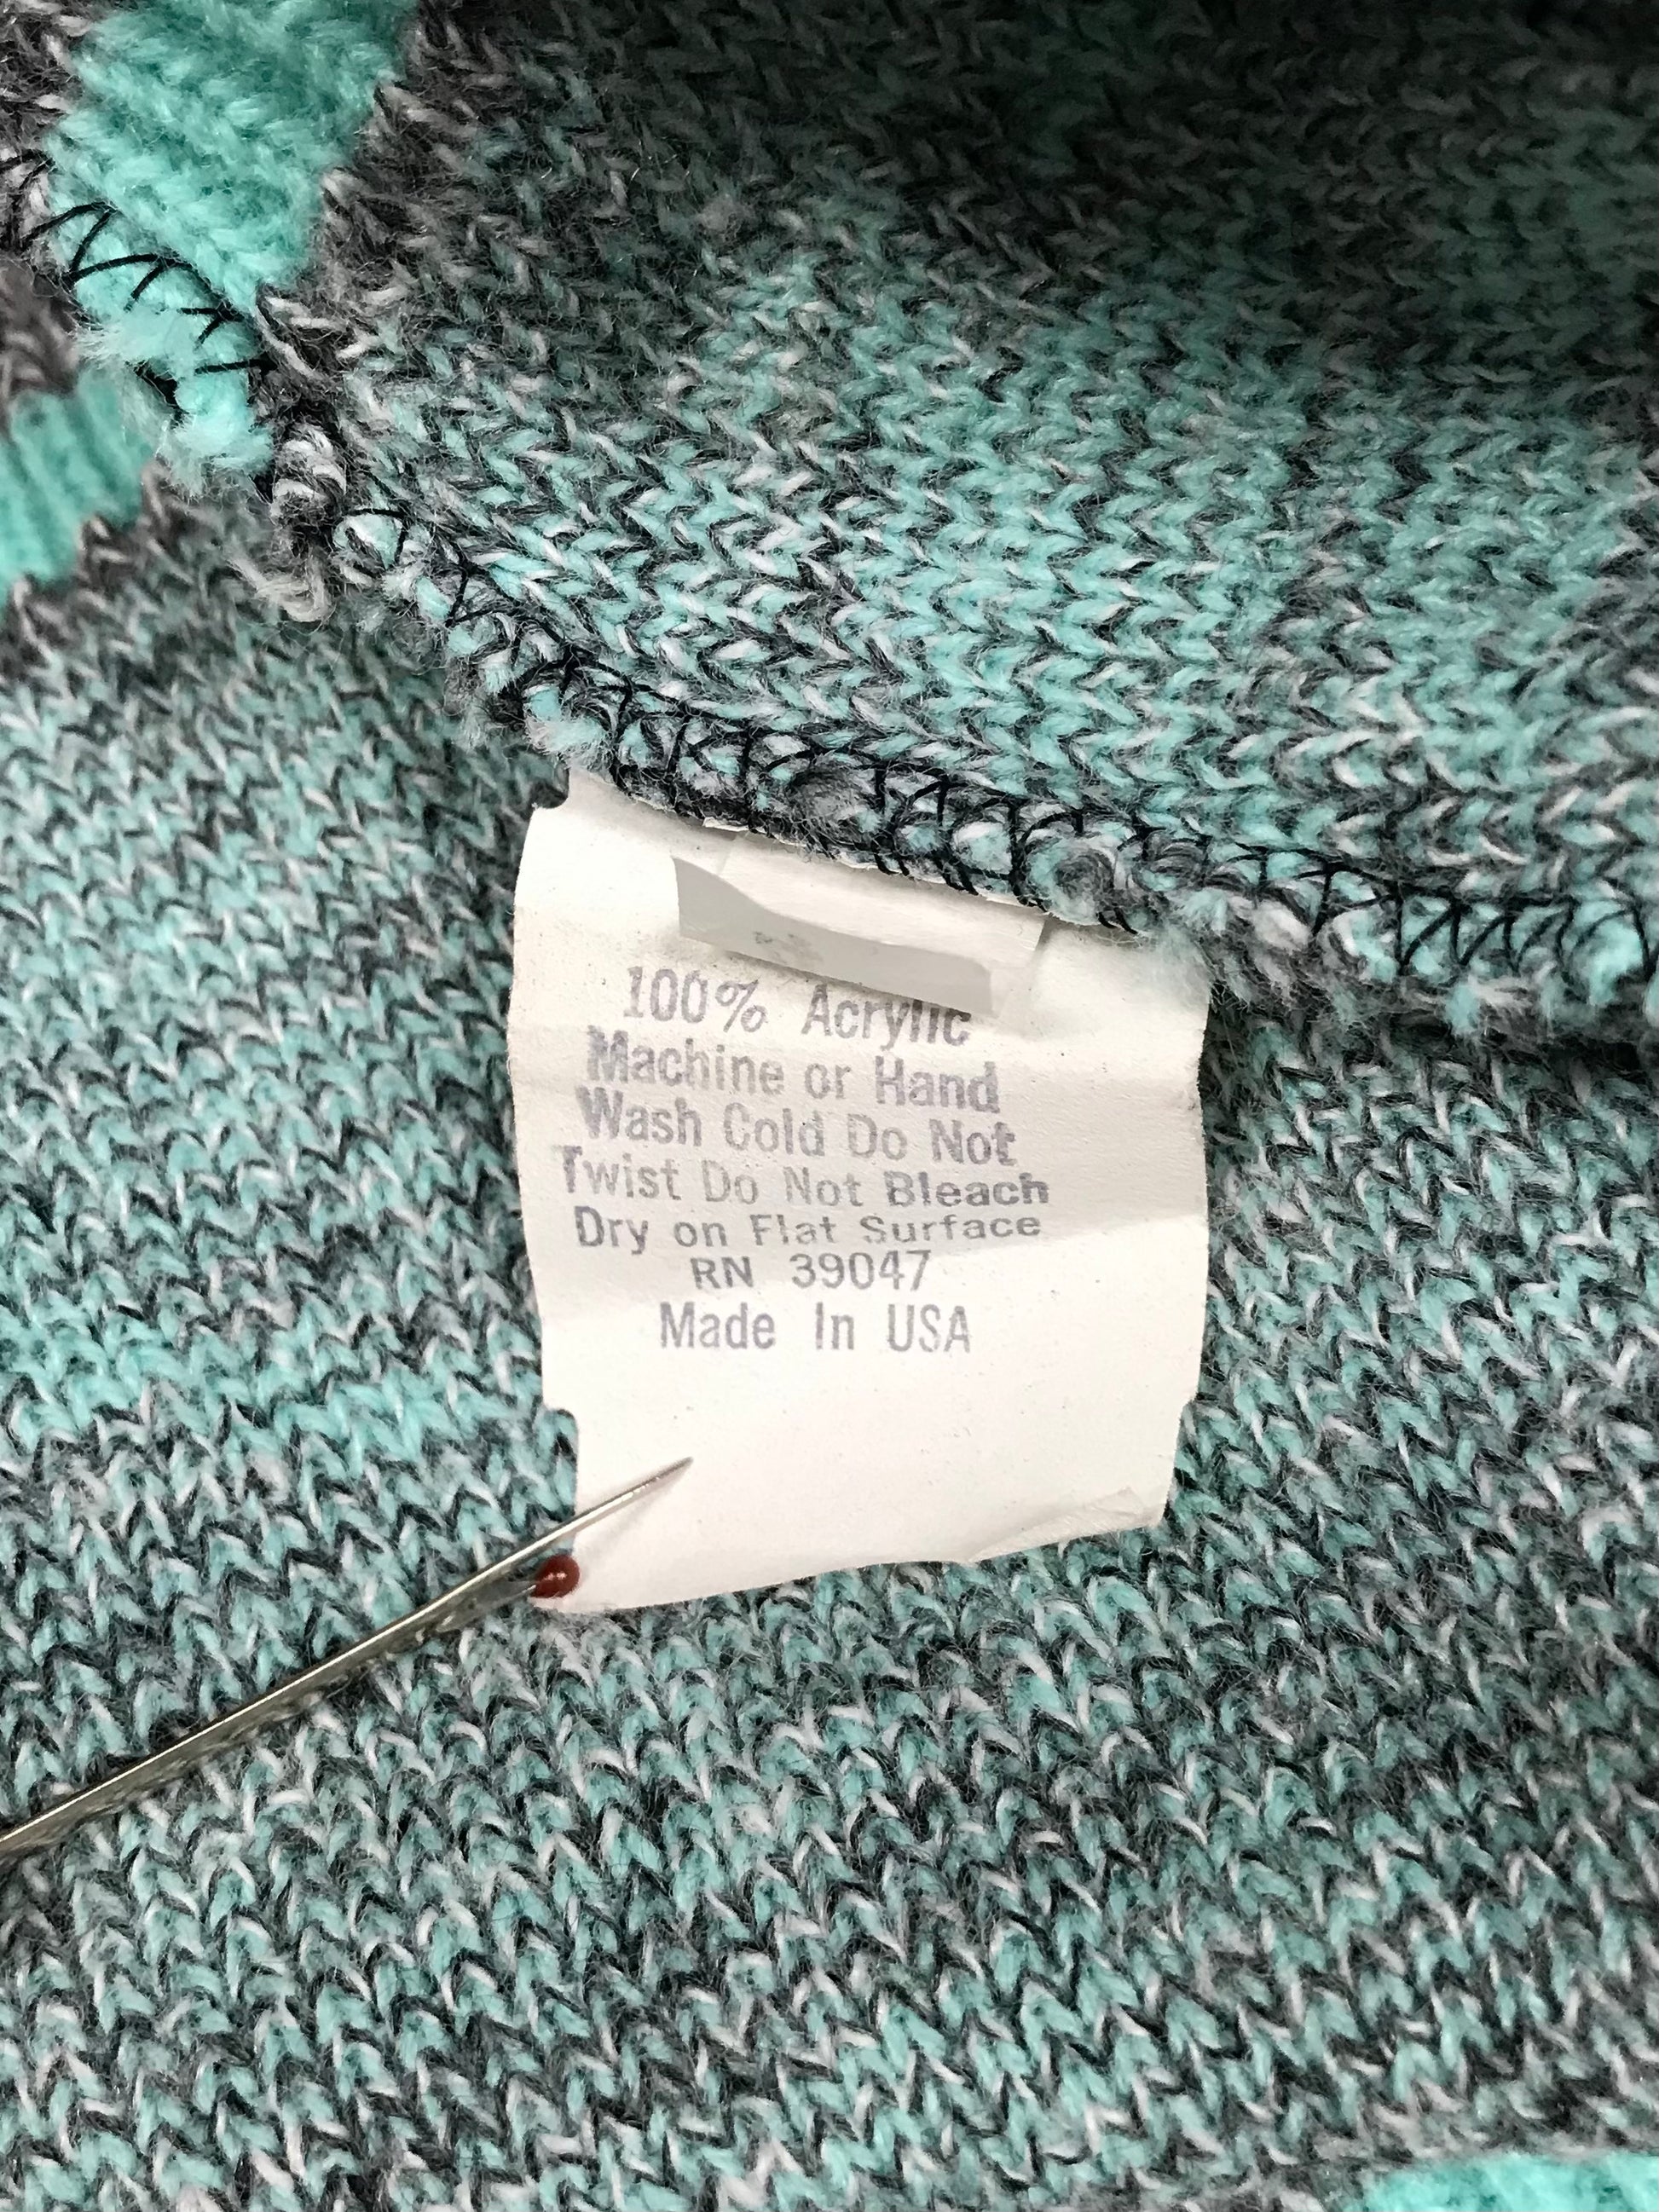 100% Acrylic
Machine or Hand
Wash Cold Do Not
Twist Do Not Bleach
Dry on Flat Surface
RN 39047
Made In USA